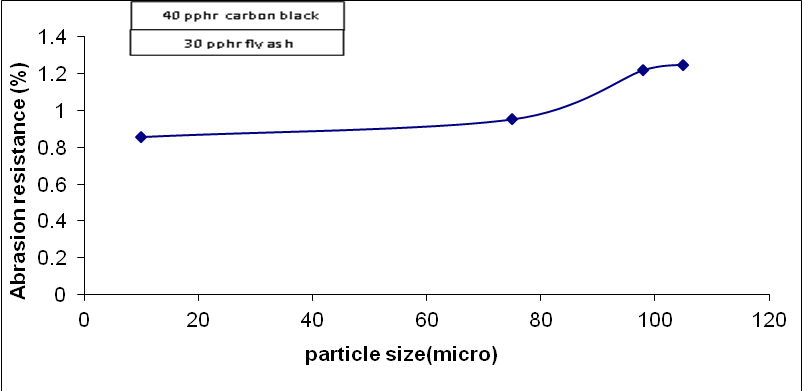 40 pphr carbon black
30 pphr fly ash
1.4
1.2
1
0.8
0.6
0.4
0.2
0
Abrasion resistance (%)
0 20 40 60 80 100 120
particle size(micro)